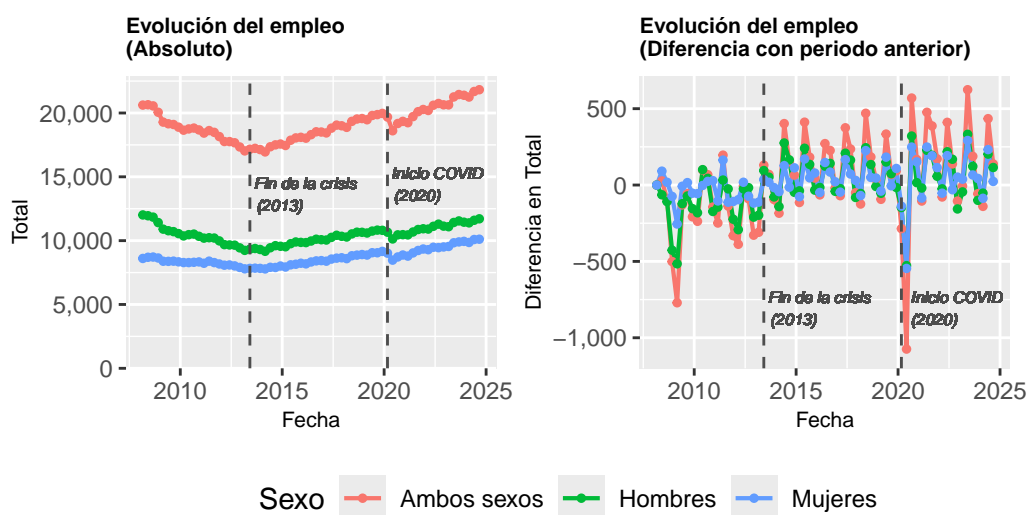 Evolución del empleo
(Absoluto)
Total
20,000
15,000
10,000
5,000
0
Fin de la crisis
(2013)
Inicio COVID
(2020)
2010
2015
2020
2025
Fecha
Evolución del empleo
(Diferencia con periodo anterior)
Diferencia en Total
500
0
−500
−1,000
Fin de la crisis
(2013)
Inicio COVID
(2020)
2010
2015
2020
2025
Fecha
Sexo
Ambos sexos
Hombres
Mujeres